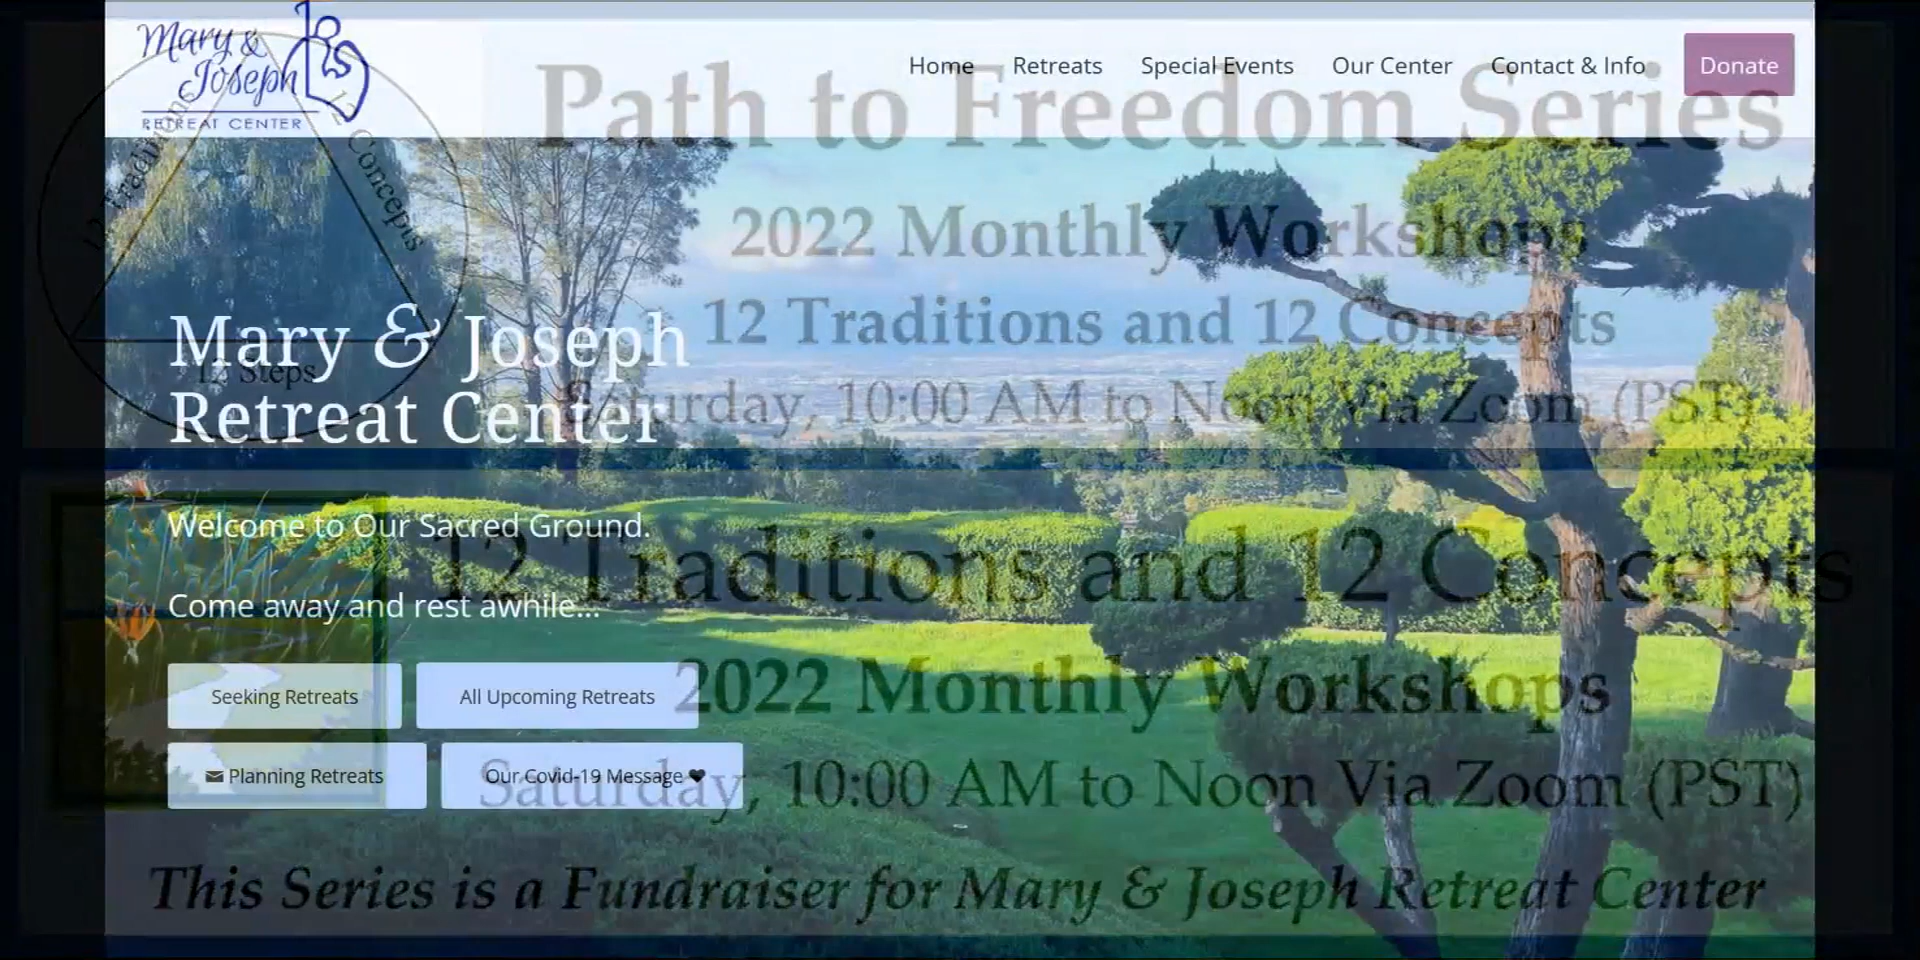 Mary &
Joseph
RETREAT CENTER
Home
Retreats
Special Events
Our Center
Contact & Info
Donate
12 Traditions
12 Concepts
12 Steps
Path to Freedom Series
2022 Monthly Workshops
12 Traditions and 12 Concepts
Saturday, 10:00 AM to Noon Via Zoom (PST)
Mary & Joseph
Retreat Center
Welcome to Our Sacred Ground.
Come away and rest awhile...
Seeking Retreats
All Upcoming Retreats
Planning Retreats
Our Covid-19 Message
12 Traditions and 12 Concepts
2022 Monthly Workshops
Saturday, 10:00 AM to Noon Via Zoom (PST)
This Series is a Fundraiser for Mary & Joseph Retreat Center